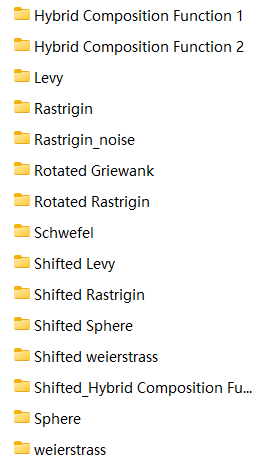 Hybrid Composition Function 1
Hybrid Composition Function 2
Levy
Rastrigin
Rastrigin_noise
Rotated Griewank
Rotated Rastrigin
Schwefel
Shifted Levy
Shifted Rastrigin
Shifted Sphere
Shifted weierstrass
Shifted_Hybrid Composition Fu...
Sphere
weierstrass